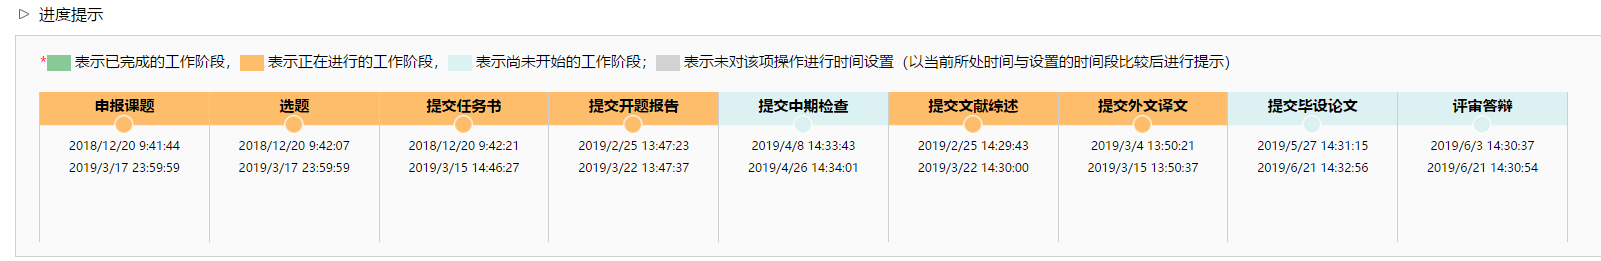 进度提示
*表示已完成的工作阶段，表示正在进行的工作阶段，表示尚未开始的工作阶段；表示未对该项操作进行时间设置（以当前所处时间与设置的时间段比较后进行提示）
申报课题 选题 提交任务书 提交开题报告 提交中期检查 提交文献综述 提交外文译文 提交毕设论文 评审答辩
2018/12/20 9:41:44 2018/12/20 9:42:07 2018/12/20 9:42:21 2019/2/25 13:47:23 2019/4/8 14:33:43 2019/2/25 14:29:43 2019/3/4 13:50:21 2019/5/27 14:31:15 2019/6/3 14:30:37
2019/3/17 23:59:59 2019/3/17 23:59:59 2019/3/15 14:46:27 2019/3/22 13:47:37 2019/4/26 14:34:01 2019/3/22 14:30:00 2019/3/15 13:50:37 2019/6/21 14:32:56 2019/6/21 14:30:54